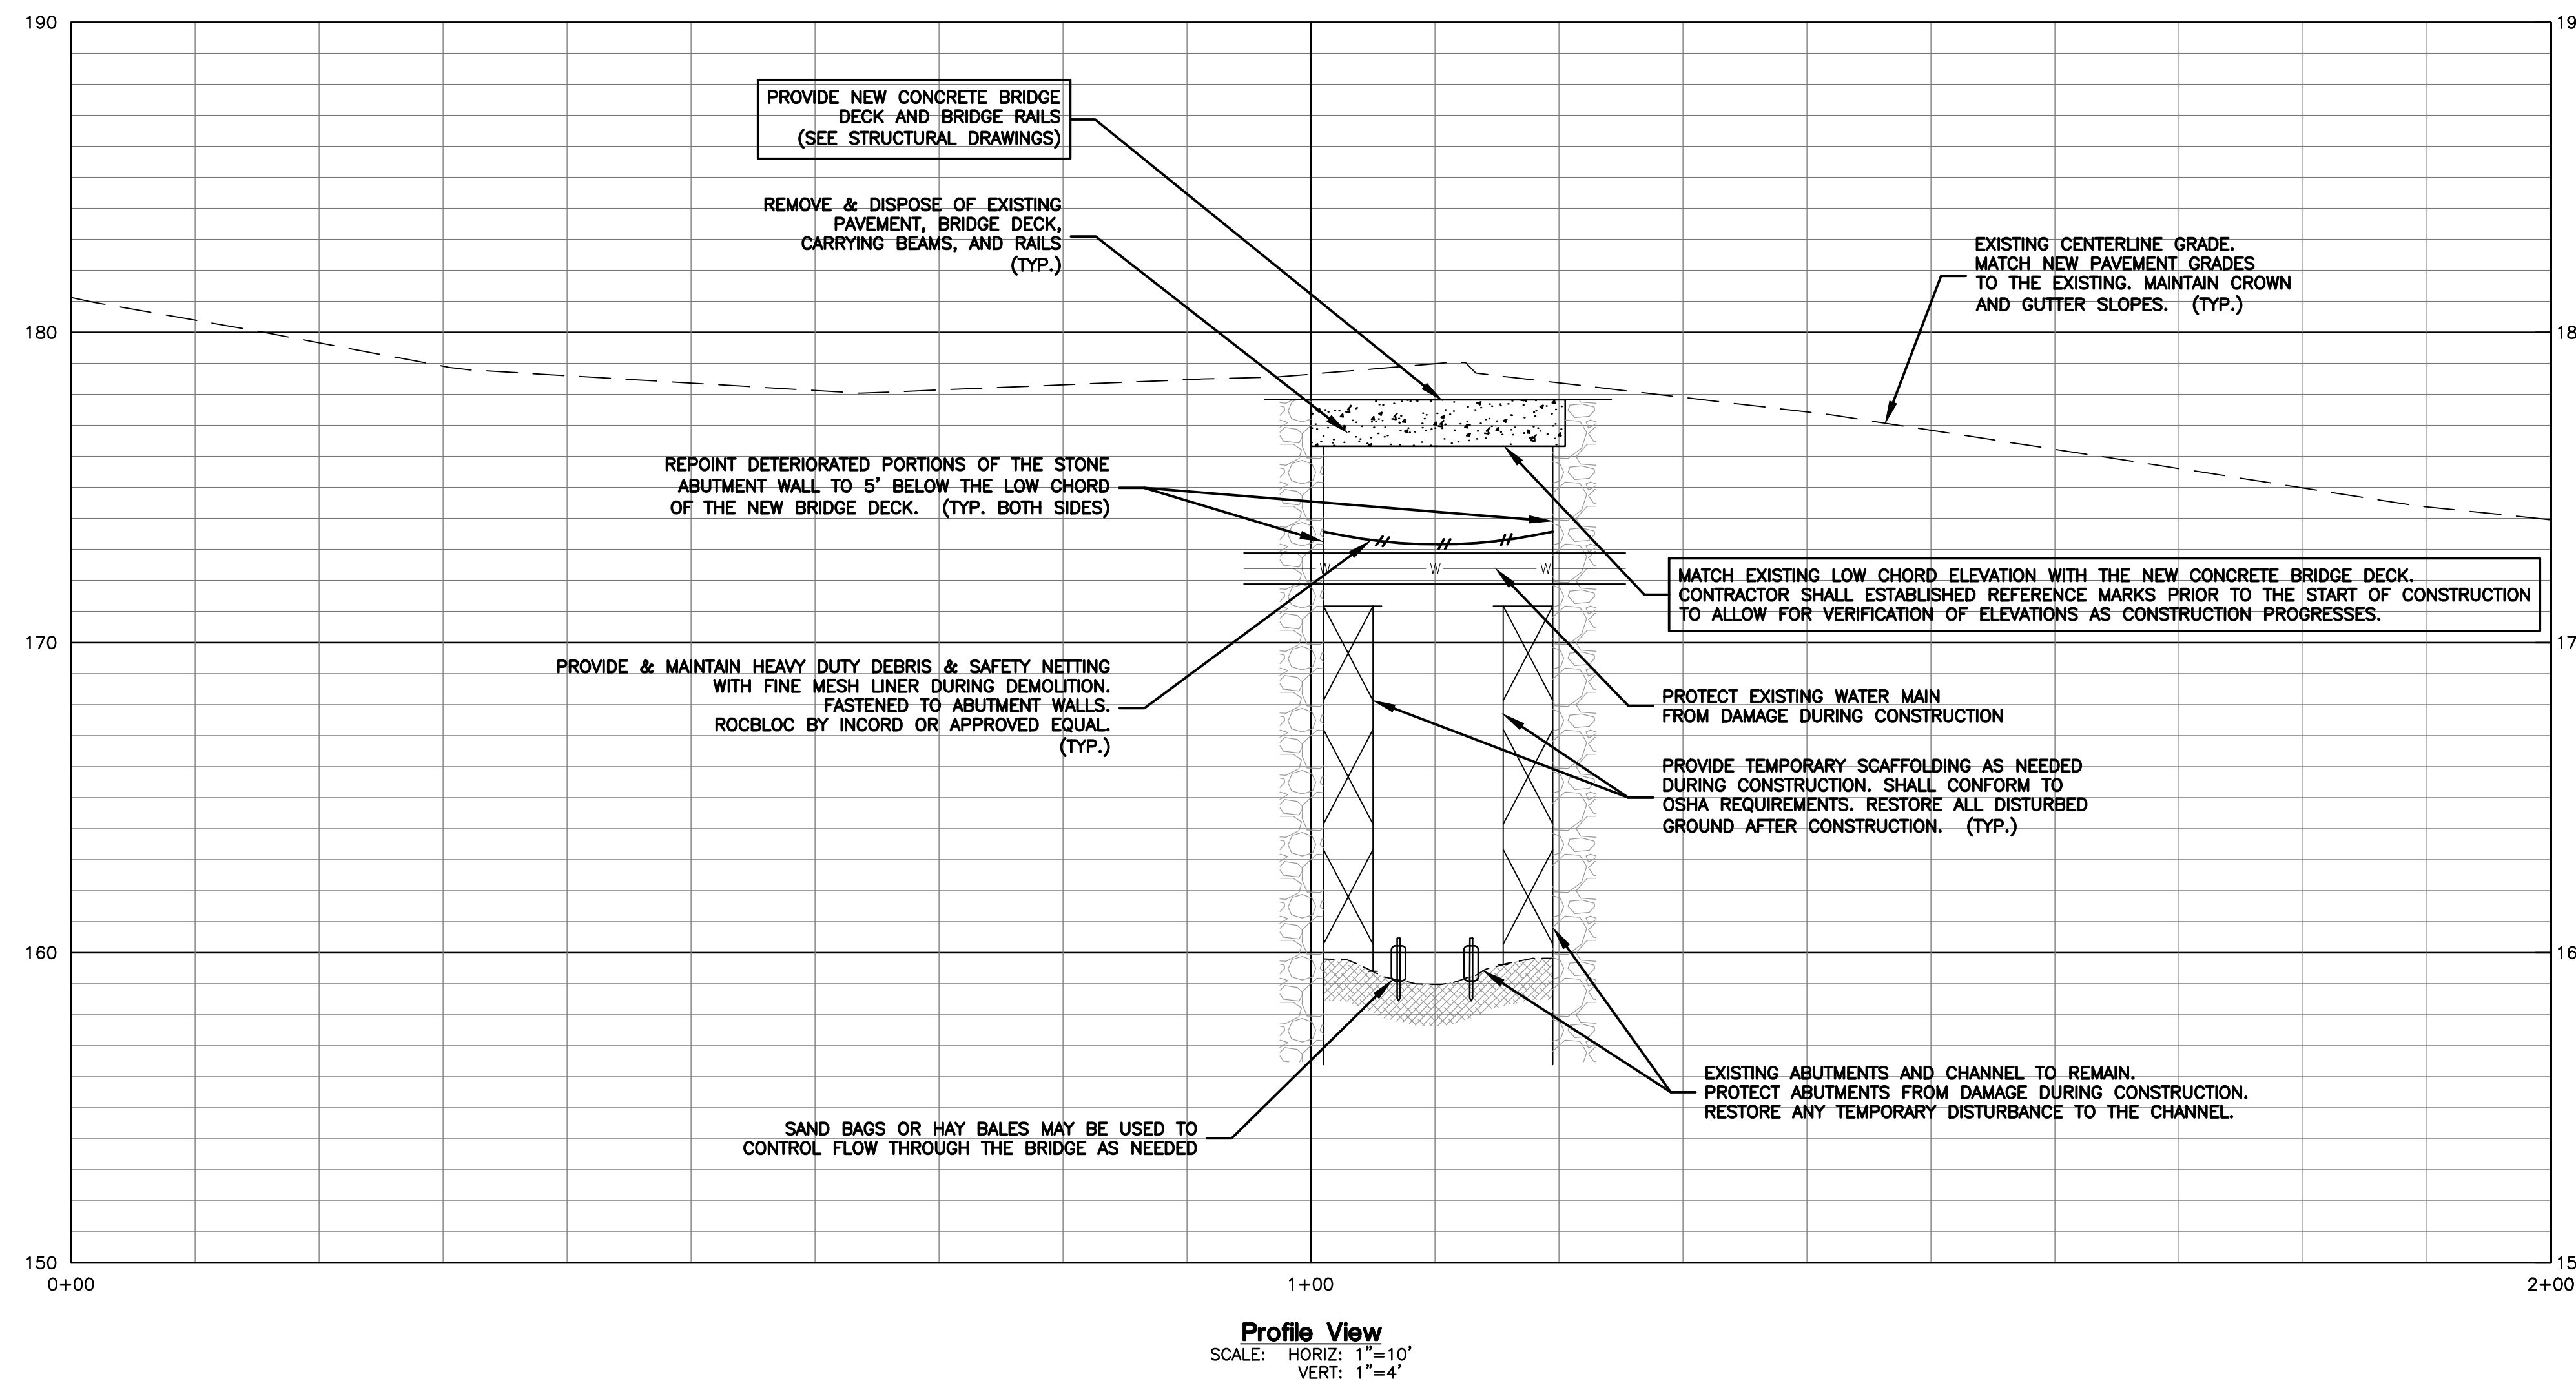 190
19
PROVIDE NEW CONCRETE BRIDGE
DECK AND BRIDGE RAILS
(SEE STRUCTURAL DRAWINGS)
REMOVE & DISPOSE OF EXISTING
PAVEMENT, BRIDGE DECK,
CARRYING BEAMS, AND RAILS
(TYP.)
EXISTING CENTERLINE GRADE.
MATCH NEW PAVEMENT GRADES
TO THE EXISTING. MAINTAIN CROWN
AND GUTTER SLOPES. (TYP.)
180
18
REPOINT DETERIORATED PORTIONS OF THE STONE
ABUTMENT WALL TO 5' BELOW THE LOW CHORD
OF THE NEW BRIDGE DECK. (TYP. BOTH SIDES)
W W W
MATCH EXISTING LOW CHORD ELEVATION WITH THE NEW CONCRETE BRIDGE DECK.
CONTRACTOR SHALL ESTABLISHED REFERENCE MARKS PRIOR TO THE START OF CONSTRUCTION
TO ALLOW FOR VERIFICATION OF ELEVATIONS AS CONSTRUCTION PROGRESSES.
170
17
PROVIDE & MAINTAIN HEAVY DUTY DEBRIS & SAFETY NETTING
WITH FINE MESH LINER DURING DEMOLITION.
FASTENED TO ABUTMENT WALLS.
ROCBLOC BY INCORD OR APPROVED EQUAL.
(TYP.)
PROTECT EXISTING WATER MAIN
FROM DAMAGE DURING CONSTRUCTION
PROVIDE TEMPORARY SCAFFOLDING AS NEEDED
DURING CONSTRUCTION. SHALL CONFORM TO
OSHA REQUIREMENTS. RESTORE ALL DISTURBED
GROUND AFTER CONSTRUCTION. (TYP.)
160
16
EXISTING ABUTMENTS AND CHANNEL TO REMAIN.
PROTECT ABUTMENTS FROM DAMAGE DURING CONSTRUCTION.
RESTORE ANY TEMPORARY DISTURBANCE TO THE CHANNEL.
SAND BAGS OR HAY BALES MAY BE USED TO
CONTROL FLOW THROUGH THE BRIDGE AS NEEDED
150
15
0+00
1+00
2+00
Profile View
SCALE: HORIZ: 1"=10'
VERT: 1"=4'